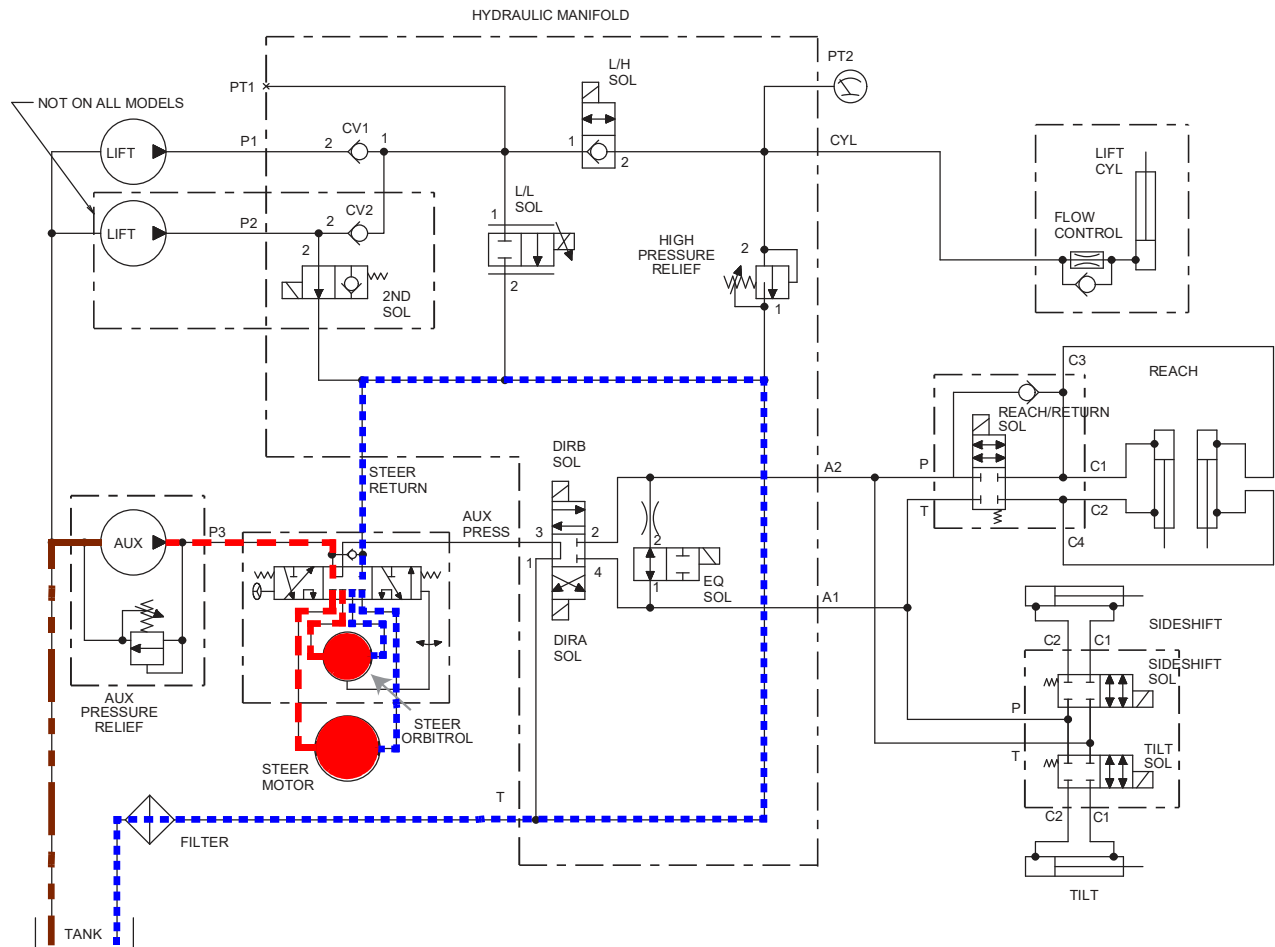 HYDRAULIC MANIFOLD
L/H
SOL
PT2
PT1
NOT ON ALL MODELS
P1
CV1
2
1
1
2
CYL
LIFT
LIFT
CYL
L/L
SOL
1
P2
CV2
2
LIFT
2
FLOW
CONTROL
HIGH
PRESSURE
RELIEF
2
2ND
SOL
2
1
C3
REACH
REACH/RETURN
SOL
DIRB
SOL
STEER
RETURN
A2
P
C1
AUX
PRESS
T
C2
P3
3
2
C4
AUX
1
4
2
1
EQ
SOL
A1
DIRA
SOL
SIDESHIFT
C2
C1
SIDESHIFT
SOL
AUX
PRESSURE
RELIEF
P
STEER
ORBITROL
T
TILT
SOL
STEER
MOTOR
T
C2
C1
FILTER
TILT
TANK